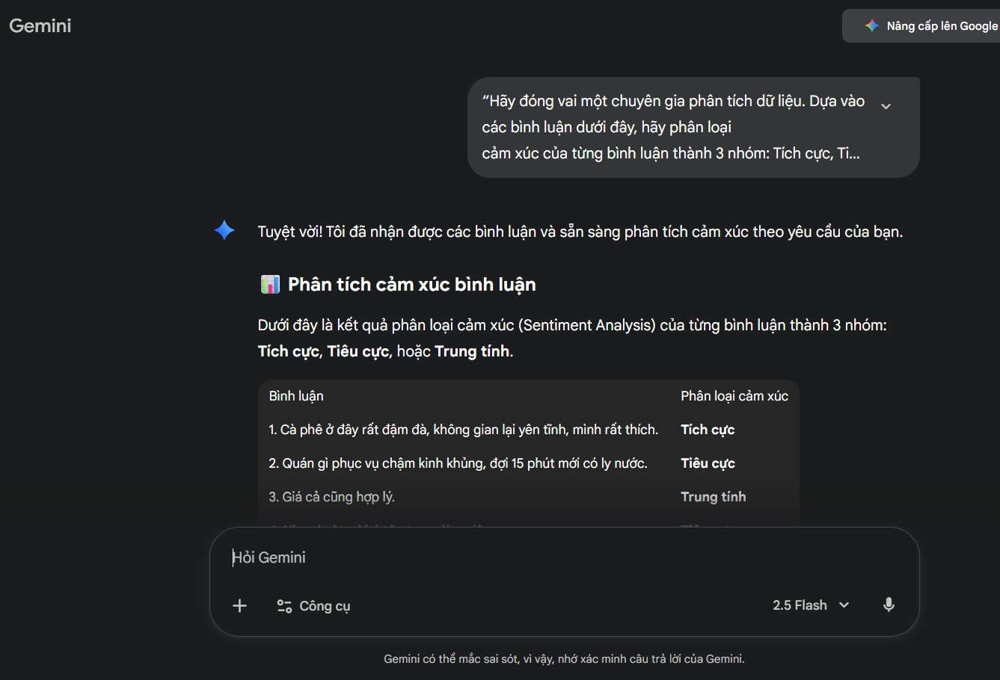 Gemini
Nâng cấp lên Google
“Hãy đóng vai một chuyên gia phân tích dữ liệu. Dựa vào
các bình luận dưới đây, hãy phân loại
cảm xúc của từng bình luận thành 3 nhóm: Tích cực, Ti...
Tuyệt vời! Tôi đã nhận được các bình luận và sẵn sàng phân tích cảm xúc theo yêu cầu của bạn.
Phân tích cảm xúc bình luận
Dưới đây là kết quả phân loại cảm xúc (Sentiment Analysis) của từng bình luận thành 3 nhóm:
Tích cực, Tiêu cực, hoặc Trung tính.
Bình luận Phân loại cảm xúc
1. Cà phê ở đây rất đậm đà, không gian lại yên tĩnh, mình rất thích. Tích cực
2. Quán gì phục vụ chậm kinh khủng, đợi 15 phút mới có ly nước. Tiêu cực
3. Giá cả cũng hợp lý. Trung tính
Hỏi Gemini
Công cụ 2.5 Flash
Gemini có thể mắc sai sót, vì vậy, nhớ xác minh câu trả lời của Gemini.